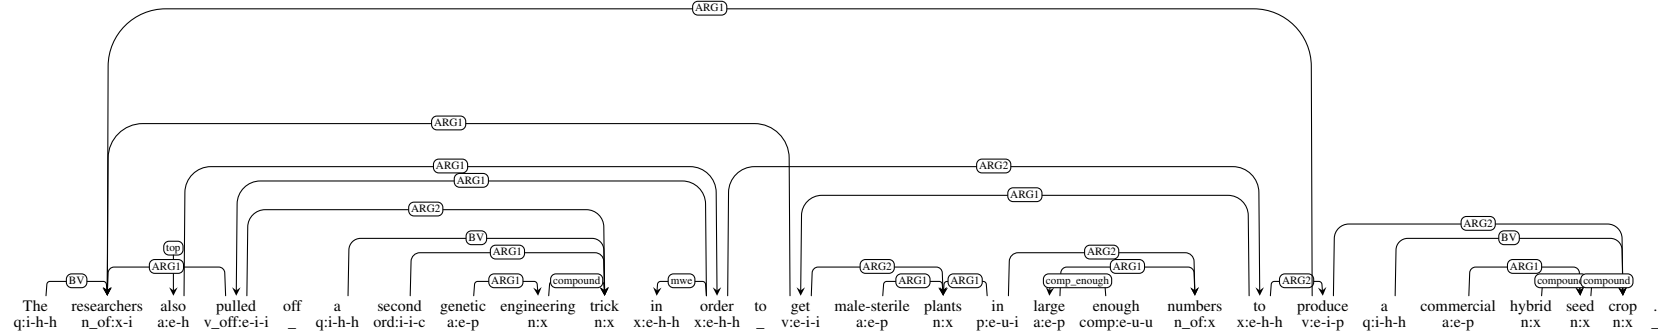 ARG1
ARG1
ARG1 ARG2
ARG1
ARG1
ARG2 ARG2
BV BV
top ARG1 ARG2
ARG1 ARG2 ARG1 ARG1
BV ARG1 compound mwe ARG1 ARG1 comp_enough ARG2 compound compound
The researchers also pulled off a second genetic engineering trick in order to get male-sterile plants in large enough numbers to produce a commercial hybrid seed crop .
q:i-h-h n_of:x-i a:e-h v_off:e-i-i _ q:i-h-h ord:i-i-c a:e-p n:x n:x x:e-h-h x:e-h-h _ v:e-i-i a:e-p n:x p:e-u-i a:e-p comp:e-u-u n_of:x x:e-h-h v:e-i-p q:i-h-h a:e-p n:x n:x n:x _